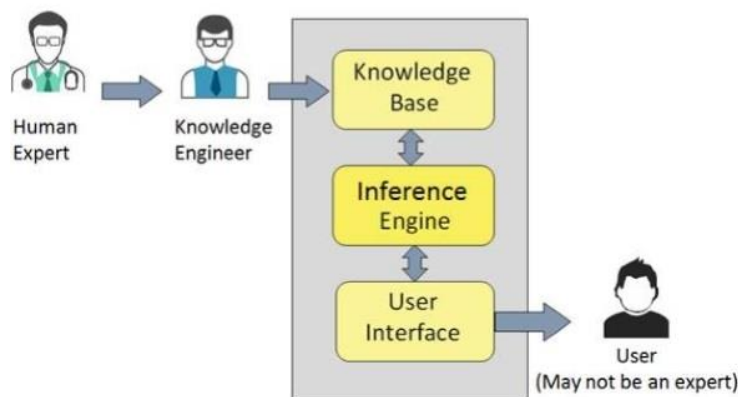 Human
Expert
Knowledge
Engineer
Knowledge
Base
Inference
Engine
User
Interface
User
(May not be an expert)